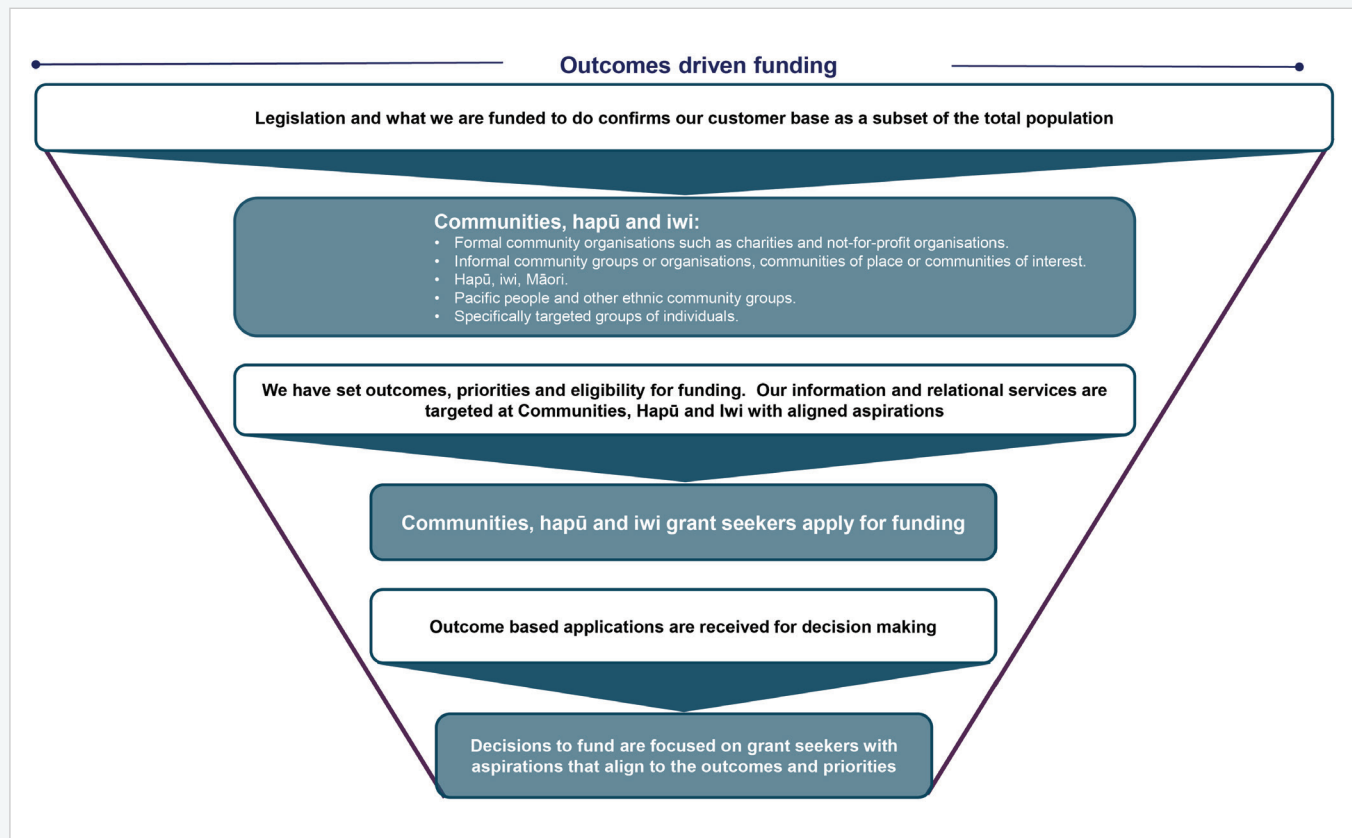 Outcomes driven funding
Legislation and what we are funded to do confirms our customer base as a subset of the total population
Communities, hapū and iwi:
• Formal community organisations such as charities and not-for-profit organisations.
• Informal community groups or organisations, communities of place or communities of interest.
• Hapū, iwi, Māori.
• Pacific people and other ethnic community groups.
• Specifically targeted groups of individuals.
We have set outcomes, priorities and eligibility for funding.  Our information and relational services are
targeted at Communities, Hapū and Iwi with aligned aspirations
Communities, hapū and iwi grant seekers apply for funding
Outcome based applications are received for decision making
Decisions to fund are focused on grant seekers with
aspirations that align to the outcomes and priorities